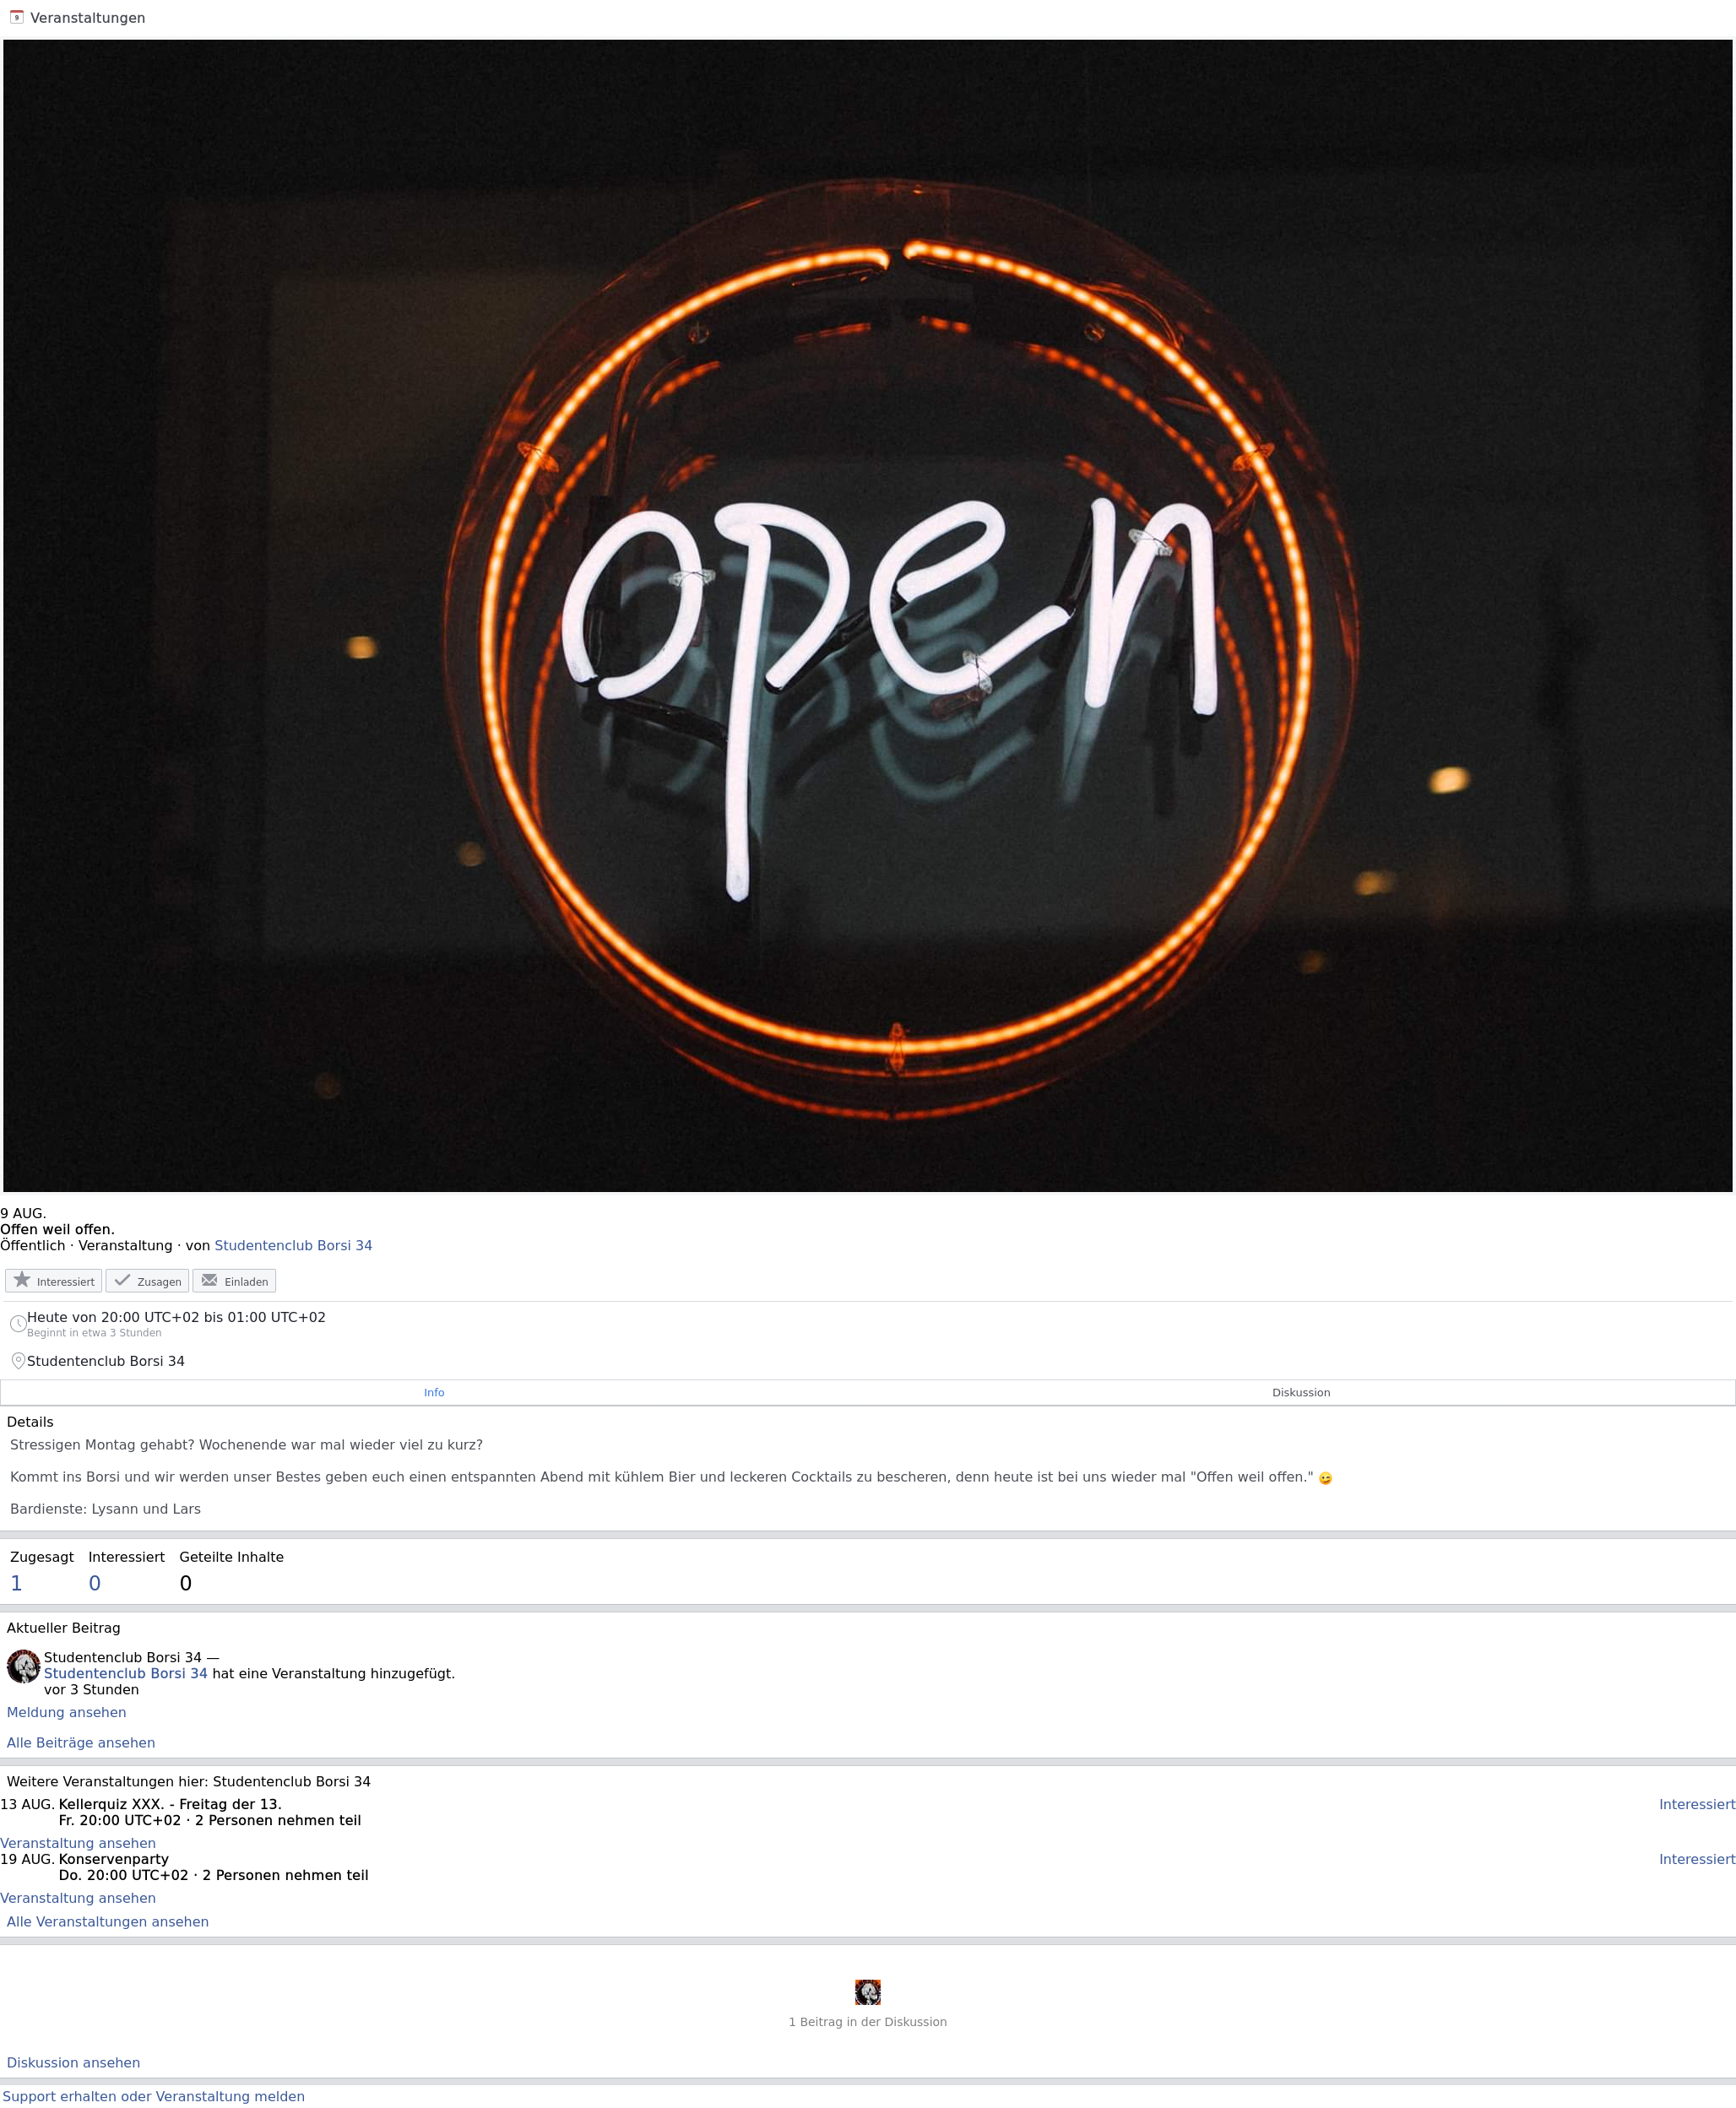 9
Veranstaltungen
open
9 AUG.
Offen weil offen.
Öffentlich · Veranstaltung · von Studentenclub Borsi 34
Interessiert Zusagen Einladen
Heute von 20:00 UTC+02 bis 01:00 UTC+02
Beginnt in etwa 3 Stunden
Studentenclub Borsi 34
Info Diskussion
Details
Stressigen Montag gehabt? Wochenende war mal wieder viel zu kurz?
Kommt ins Borsi und wir werden unser Bestes geben euch einen entspannten Abend mit kühlem Bier und leckeren Cocktails zu bescheren, denn heute ist bei uns wieder mal "Offen weil offen." 😉
Bardienste: Lysann und Lars
Zugesagt Interessiert Geteilte Inhalte
1 0 0
Aktueller Beitrag
Studentenclub Borsi 34 —
Studentenclub Borsi 34 hat eine Veranstaltung hinzugefügt.
vor 3 Stunden
Meldung ansehen
Alle Beiträge ansehen
Weitere Veranstaltungen hier: Studentenclub Borsi 34
13 AUG. Kellerquiz XXX. - Freitag der 13. Interessiert
Fr. 20:00 UTC+02 · 2 Personen nehmen teil
Veranstaltung ansehen
19 AUG. Konservenparty Interessiert
Do. 20:00 UTC+02 · 2 Personen nehmen teil
Veranstaltung ansehen
Alle Veranstaltungen ansehen
1 Beitrag in der Diskussion
Diskussion ansehen
Support erhalten oder Veranstaltung melden